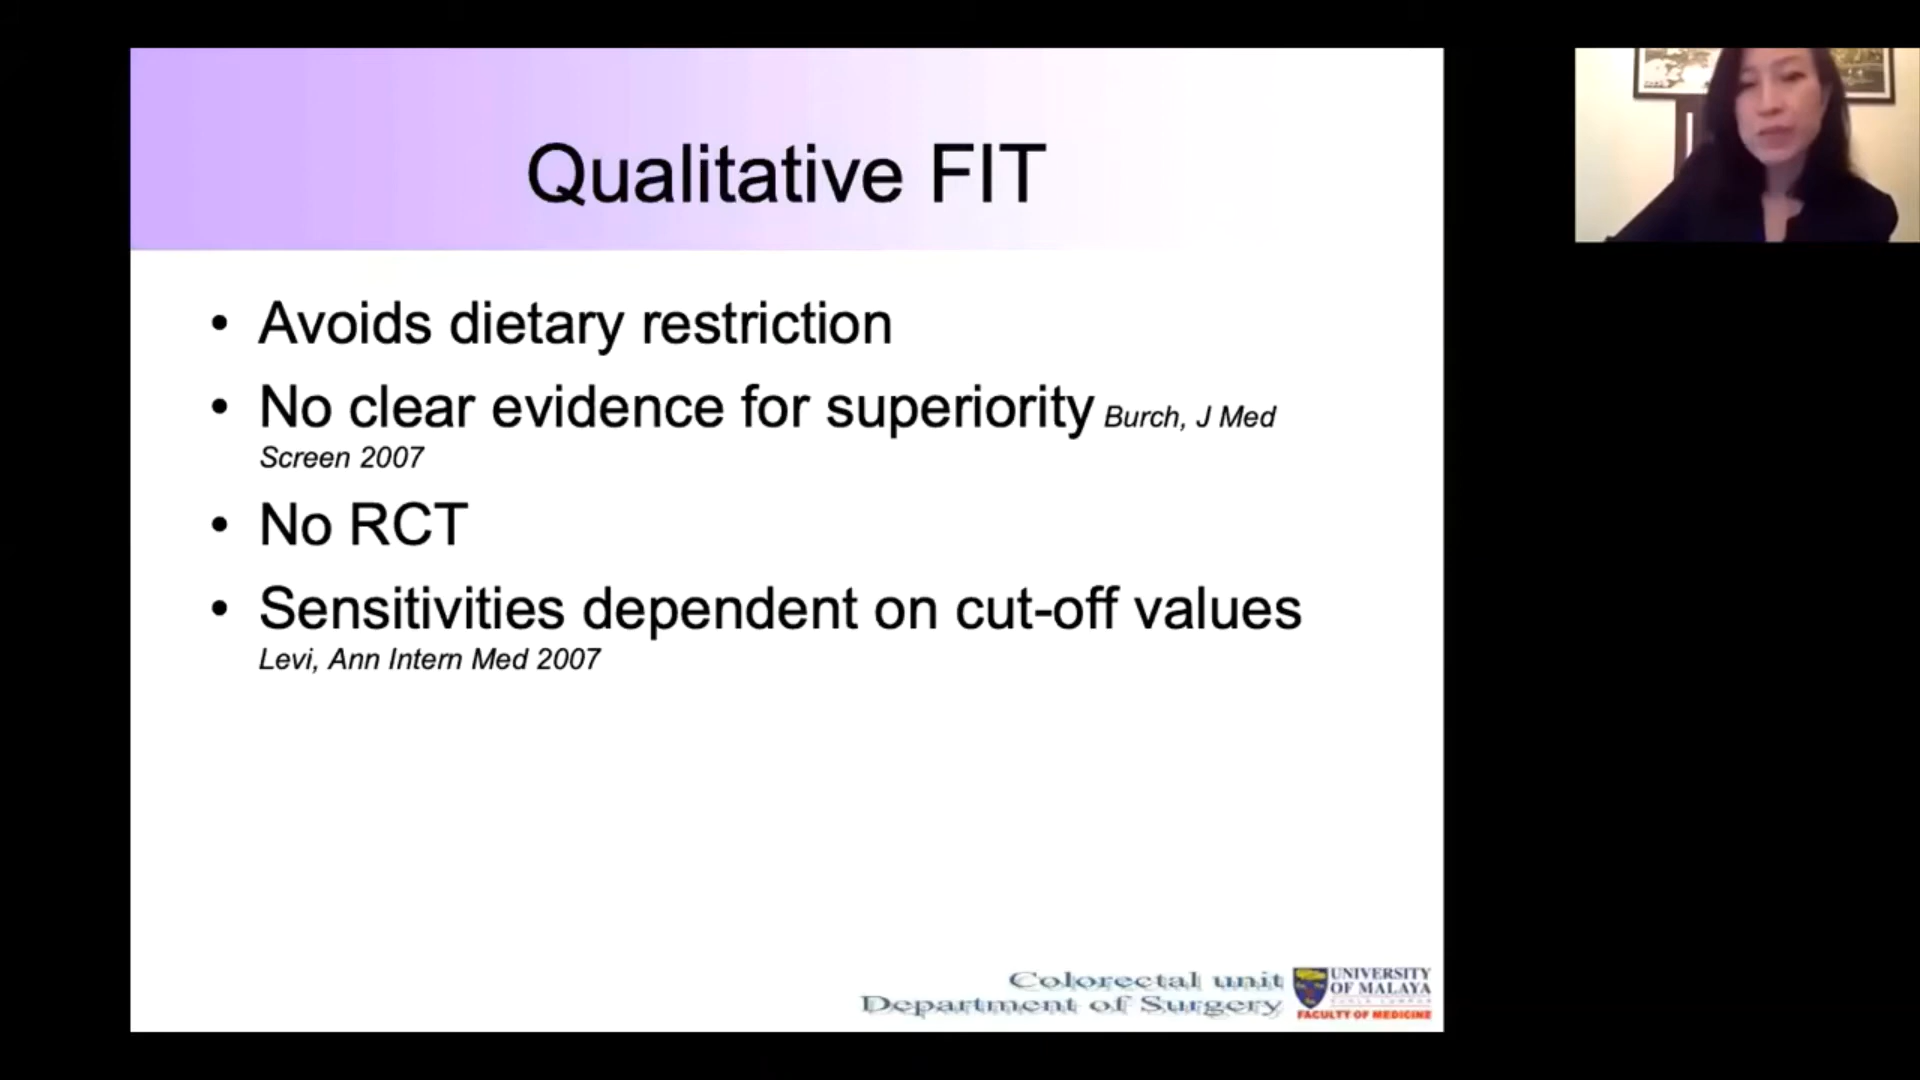 Qualitative FIT
• Avoids dietary restriction
• No clear evidence for superiority Burch, J Med
Screen 2007
• No RCT
• Sensitivities dependent on cut-off values
Levi, Ann Intern Med 2007
Colorectal unit
Department of Surgery
UNIVERSITY
OF MALAYA
FACULTY OF MEDICINE